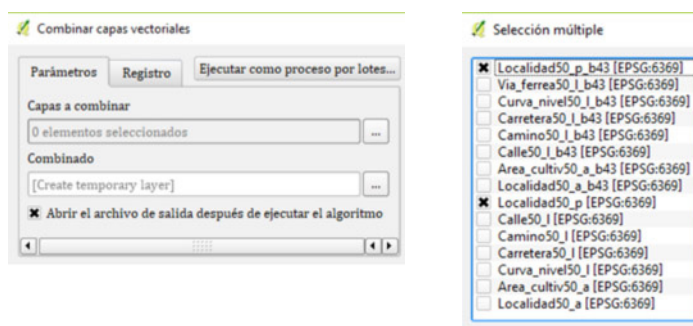 Combinar capas vectoriales
Parámetros Registro Ejecutar como proceso por lotes...
Capas a combinar
0 elementos seleccionados ...
Combinado
[Create temporary layer] ...
Abrir el archivo de salida después de ejecutar el algoritmo
Selección múltiple
Localidad50_p_b43 [EPSG:6369]
Via_ferrea50_l_b43 [EPSG:6369]
Curva_nivel50_l_b43 [EPSG:6369]
Carretera50_l_b43 [EPSG:6369]
Camino50_l_b43 [EPSG:6369]
Calle50_l_b43 [EPSG:6369]
Area_cultiv50_a_b43 [EPSG:6369]
Localidad50_a_b43 [EPSG:6369]
Localidad50_p [EPSG:6369]
Calle50_l [EPSG:6369]
Camino50_l [EPSG:6369]
Carretera50_l [EPSG:6369]
Curva_nivel50_l [EPSG:6369]
Area_cultiv50_a [EPSG:6369]
Localidad50_a [EPSG:6369]